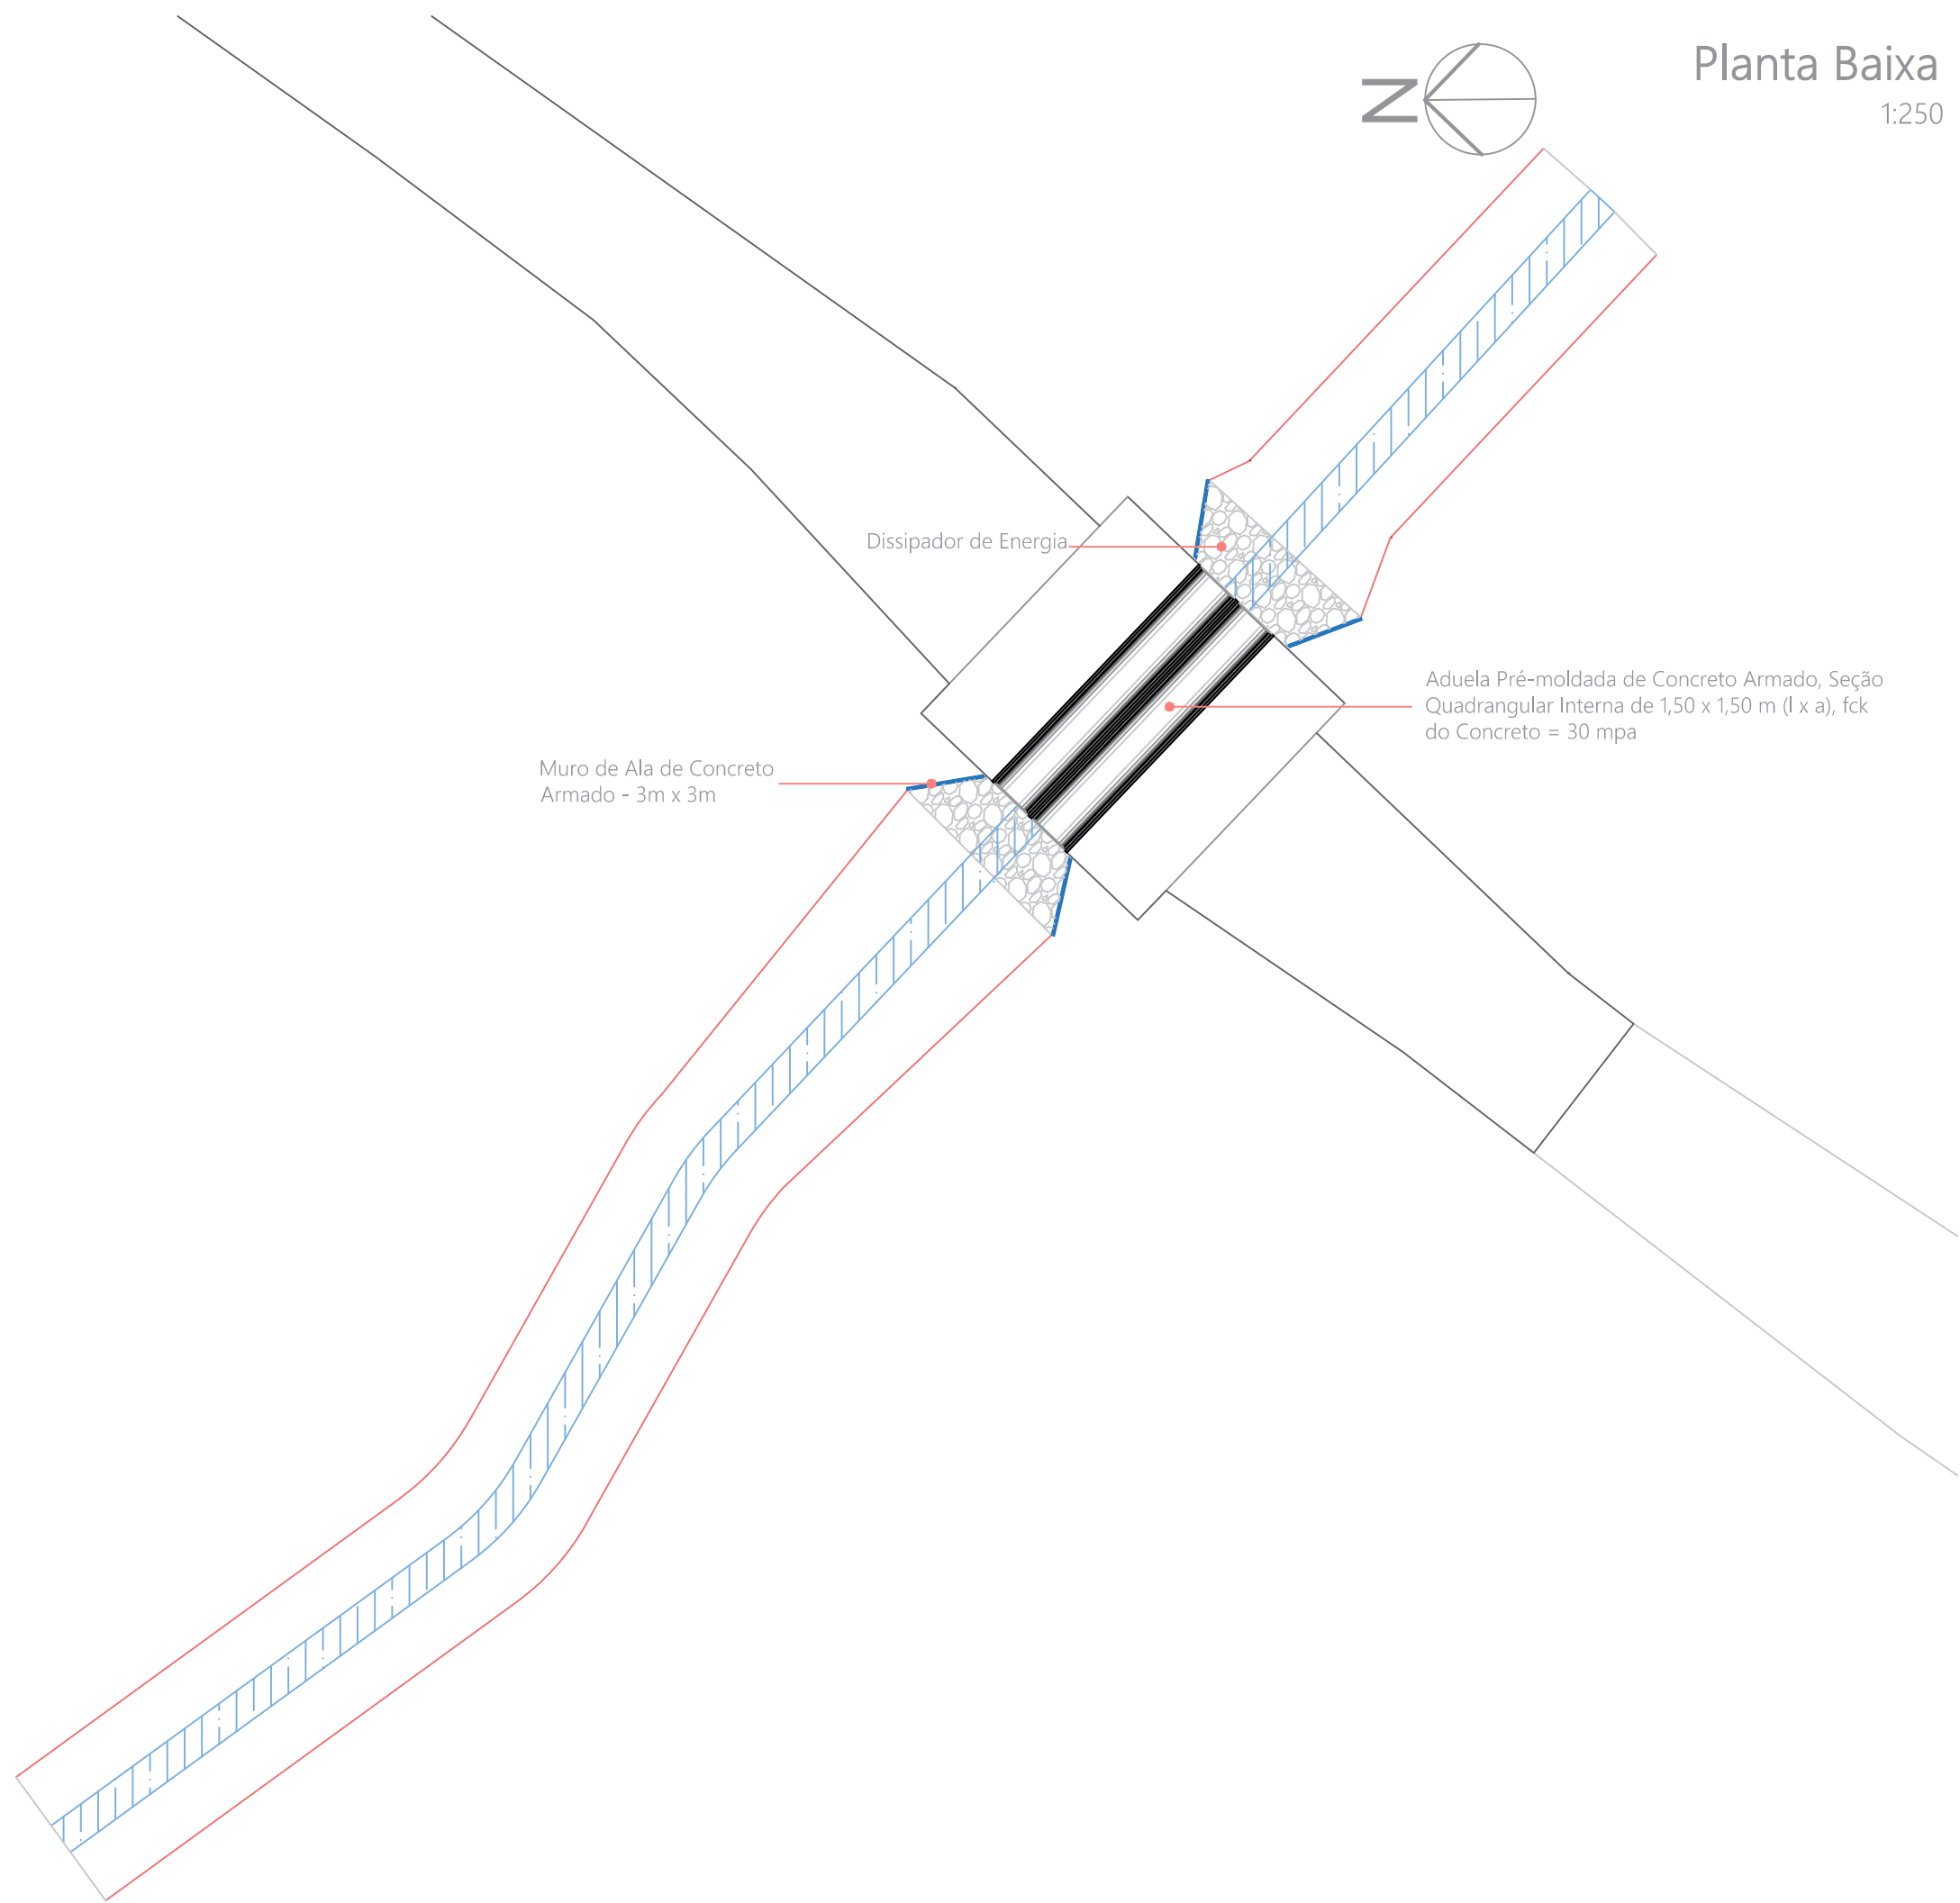 Planta Baixa
1:250
N
Dissipador de Energia
Aduela Pré-moldada de Concreto Armado, Seção
Quadrangular Interna de 1,50 x 1,50 m (l x a), fck
do Concreto = 30 mpa
Muro de Ala de Concreto
Armado - 3m x 3m